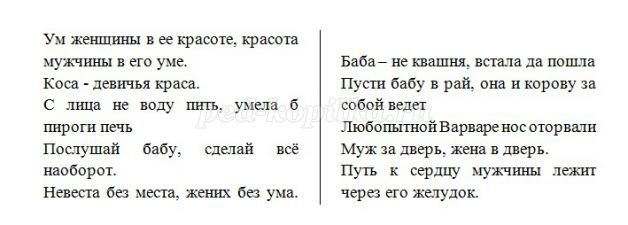 Ум женщины в ее красоте, красота
мужчины в его уме.
Коса - девичья краса.
С лица не воду пить, умела б
пироги печь
Послушай бабу, сделай всё
наоборот.
Невеста без места, жених без ума.
Баба – не квашня, встала да пошла
Пусти бабу в рай, она и корову за
собой ведет
Любопытной Варваре нос оторвали
Муж за дверь, жена в дверь.
Путь к сердцу мужчины лежит
через его желудок.
ped-kopilka.ru